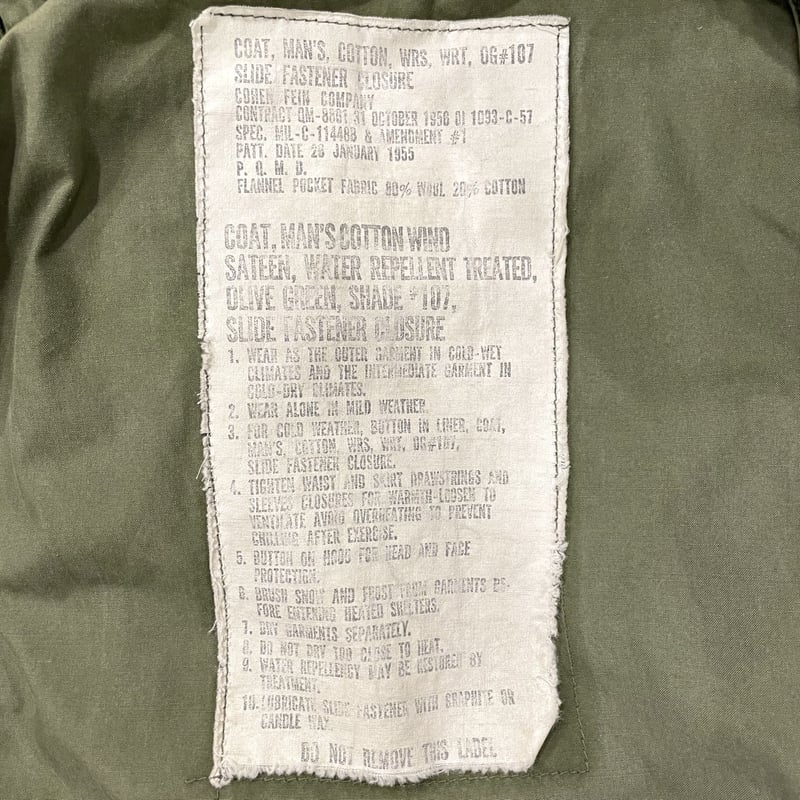 COAT, MAN'S, COTTON, WRS, WRT, OG#107
SLIDE FASTENER CLOSURE
COHEN FEIN COMPANY
CONTRACT QM-8801 31 OCTOBER 1956 OI 1093-C-57
SPEC. MIL-C-11448B & AMENDMENT #1
PATT. DATE 26 JANUARY 1955
P. Q. M. D.
FLANNEL POCKET FABRIC 80% WOOL 20% COTTON
COAT, MAN'S COTTON WIND
SATEEN, WATER REPELLENT TREATED,
OLIVE GREEN, SHADE #107,
SLIDE FASTENER CLOSURE
1. WEAR AS THE OUTER GARMENT IN COLD-WET
CLIMATES AND THE INTERMEDIATE GARMENT IN
COLD-DRY CLIMATES.
2. WEAR ALONE IN MILD WEATHER.
3. FOR COLD WEATHER, BUTTON IN LINER, COAT,
MAN'S, COTTON, WRS, WRT, OG#107,
SLIDE FASTENER CLOSURE.
4. TIGHTEN WAIST AND SKIRT DRAWSTRINGS AND
SLEEVES CLOSURES FOR WARMTH-LOOSEN TO
VENTILATE AVOID OVERHEATING TO PREVENT
CHILLING AFTER EXERCISE.
5. BUTTON ON HOOD FOR HEAD AND FACE
PROTECTION.
6. BRUSH SNOW AND FROST FROM GARMENTS BE-
FORE ENTERING HEATED SHELTERS.
7. DRY GARMENTS SEPARATELY.
8. DO NOT DRY TOO CLOSE TO HEAT.
9. WATER REPELLENCY MAY BE RESTORED BY
TREATMENT.
10. LUBRICATE SLIDE FASTENER WITH GRAPHITE OR
CANDLE WAX.
DO NOT REMOVE THIS LABEL